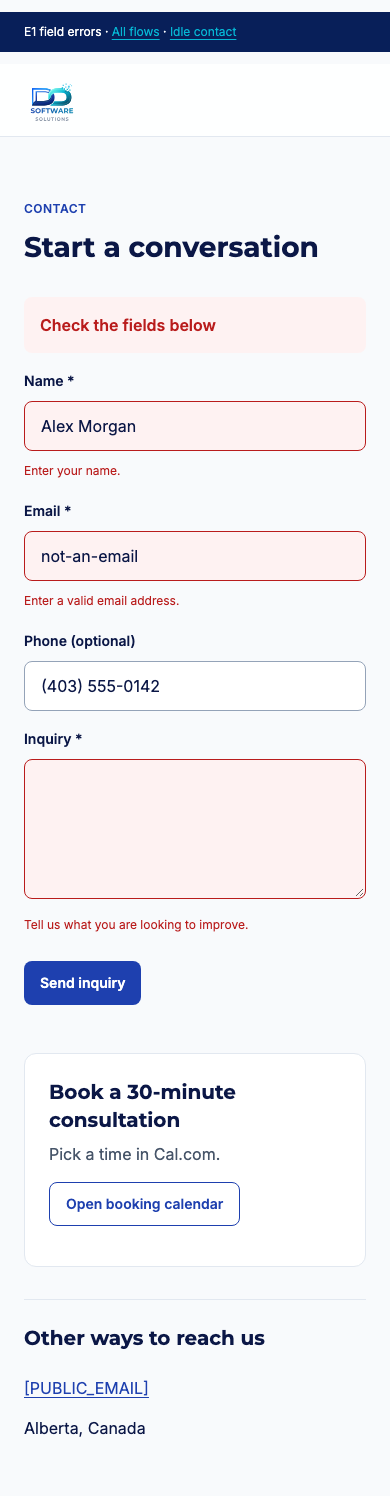 E1 field errors · All flows · Idle contact
DO
SOFTWARE
SOLUTIONS
CONTACT
Start a conversation
Check the fields below
Name *
Alex Morgan
Enter your name.
Email *
not-an-email
Enter a valid email address.
Phone (optional)
(403) 555-0142
Inquiry *
Tell us what you are looking to improve.
Send inquiry
Book a 30-minute
consultation
Pick a time in Cal.com.
Open booking calendar
Other ways to reach us
[PUBLIC_EMAIL]
Alberta, Canada